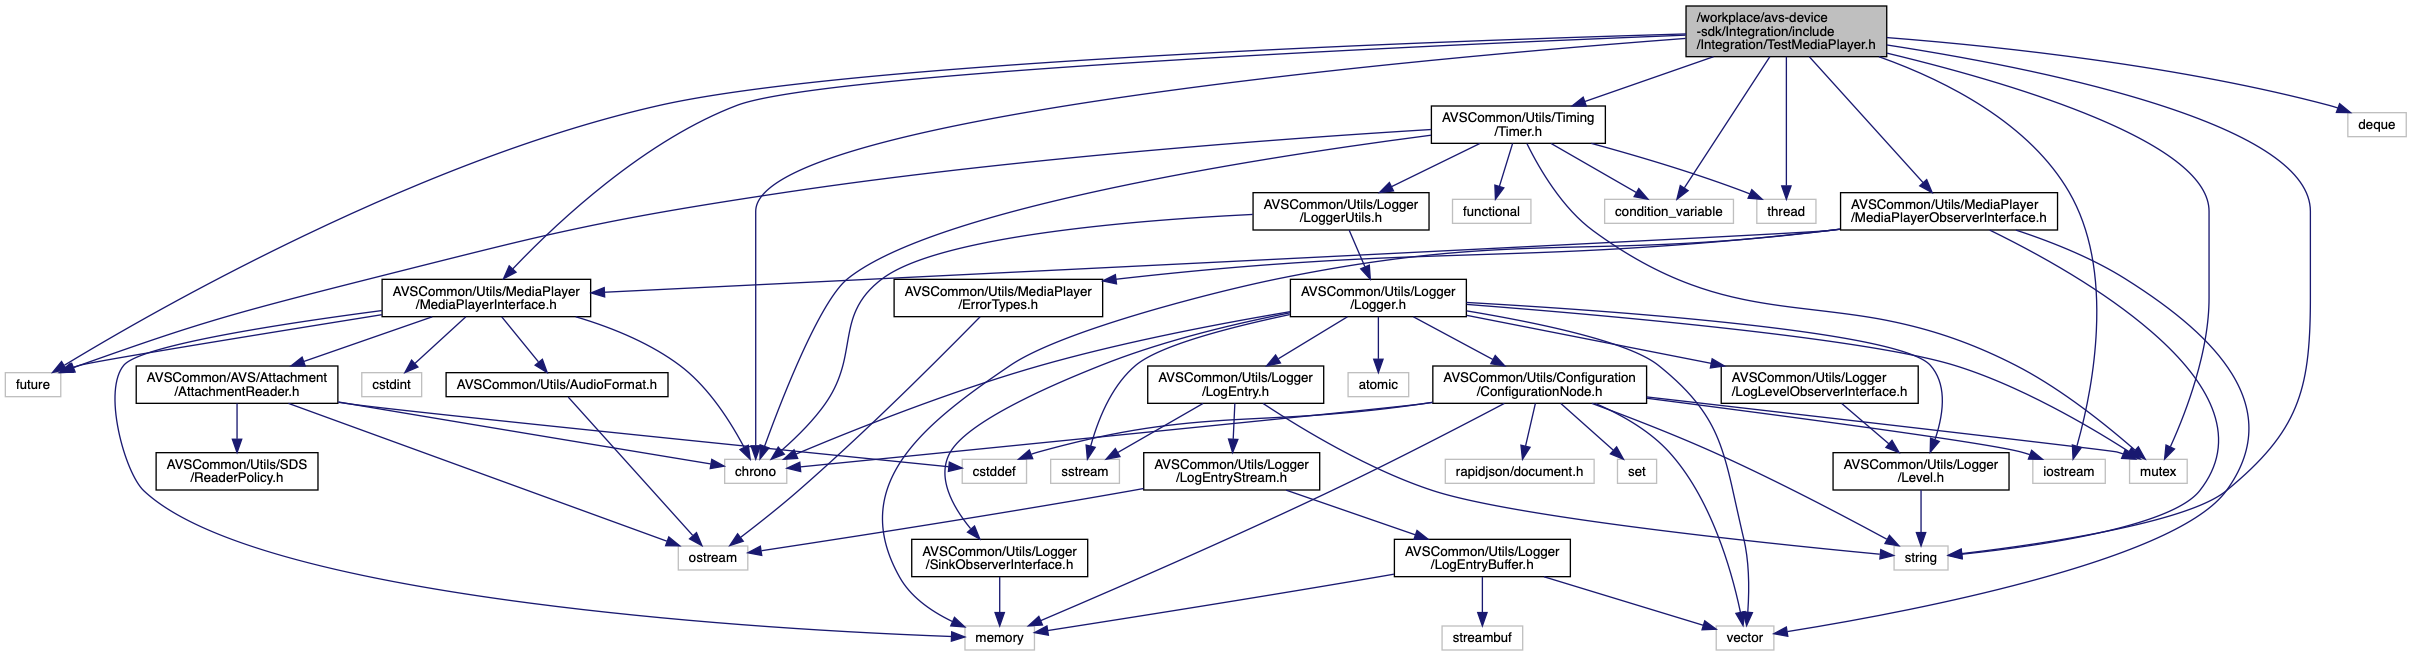 /workplace/avs-device
-sdk/Integration/include
/Integration/TestMediaPlayer.h
AVSCommon/Utils/Timing
/Timer.h
deque
AVSCommon/Utils/Logger
/LoggerUtils.h
functional
condition_variable
thread
AVSCommon/Utils/MediaPlayer
/MediaPlayerObserverInterface.h
AVSCommon/Utils/MediaPlayer
/MediaPlayerInterface.h
AVSCommon/Utils/MediaPlayer
/ErrorTypes.h
AVSCommon/Utils/Logger
/Logger.h
future
AVSCommon/AVS/Attachment
/AttachmentReader.h
cstdint
AVSCommon/Utils/AudioFormat.h
AVSCommon/Utils/Logger
/LogEntry.h
atomic
AVSCommon/Utils/Configuration
/ConfigurationNode.h
AVSCommon/Utils/Logger
/LogLevelObserverInterface.h
AVSCommon/Utils/SDS
/ReaderPolicy.h
chrono
cstddef
sstream
AVSCommon/Utils/Logger
/LogEntryStream.h
rapidjson/document.h
set
AVSCommon/Utils/Logger
/Level.h
iostream
mutex
ostream
AVSCommon/Utils/Logger
/SinkObserverInterface.h
AVSCommon/Utils/Logger
/LogEntryBuffer.h
string
memory
streambuf
vector